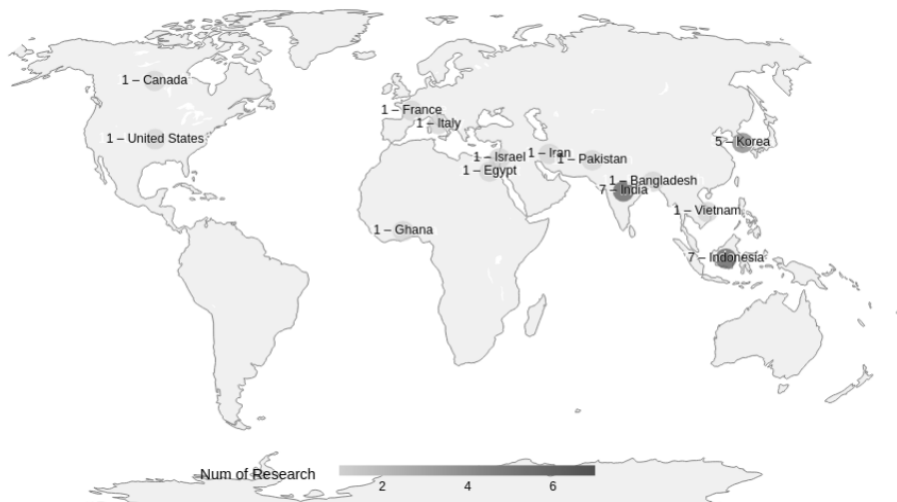 1 – Canada
1 – France
1 – Italy
1 – United States
5 – Korea
1 – Iran
1 – Israel
1 – Pakistan
1 – Egypt
1 – Bangladesh
7 – India
1 – Vietnam
1 – Ghana
7 – Indonesia
Num of Research
2 4 6